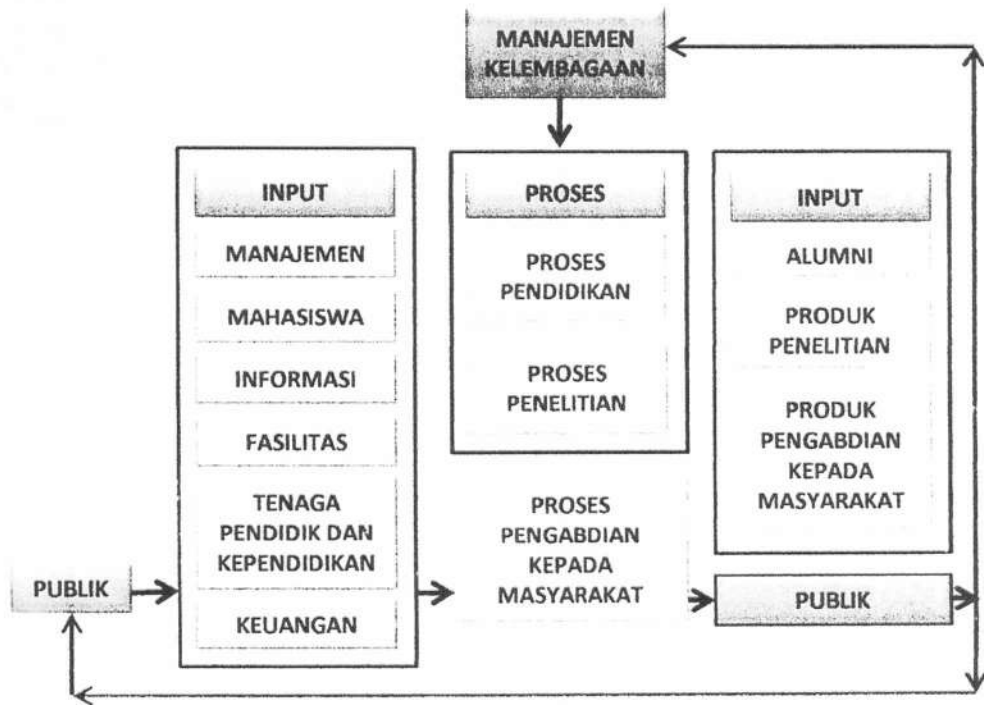 MANAJEMEN
KELEMBAGAAN
INPUT
MANAJEMEN
MAHASISWA
INFORMASI
FASILITAS
TENAGA
PENDIDIK DAN
KEPENDIDIKAN
KEUANGAN
PROSES
PROSES
PENDIDIKAN
PROSES
PENELITIAN
PROSES
PENGABDIAN
KEPADA
MASYARAKAT
INPUT
ALUMNI
PRODUK
PENELITIAN
PRODUK
PENGABDIAN
KEPADA
MASYARAKAT
PUBLIK
PUBLIK